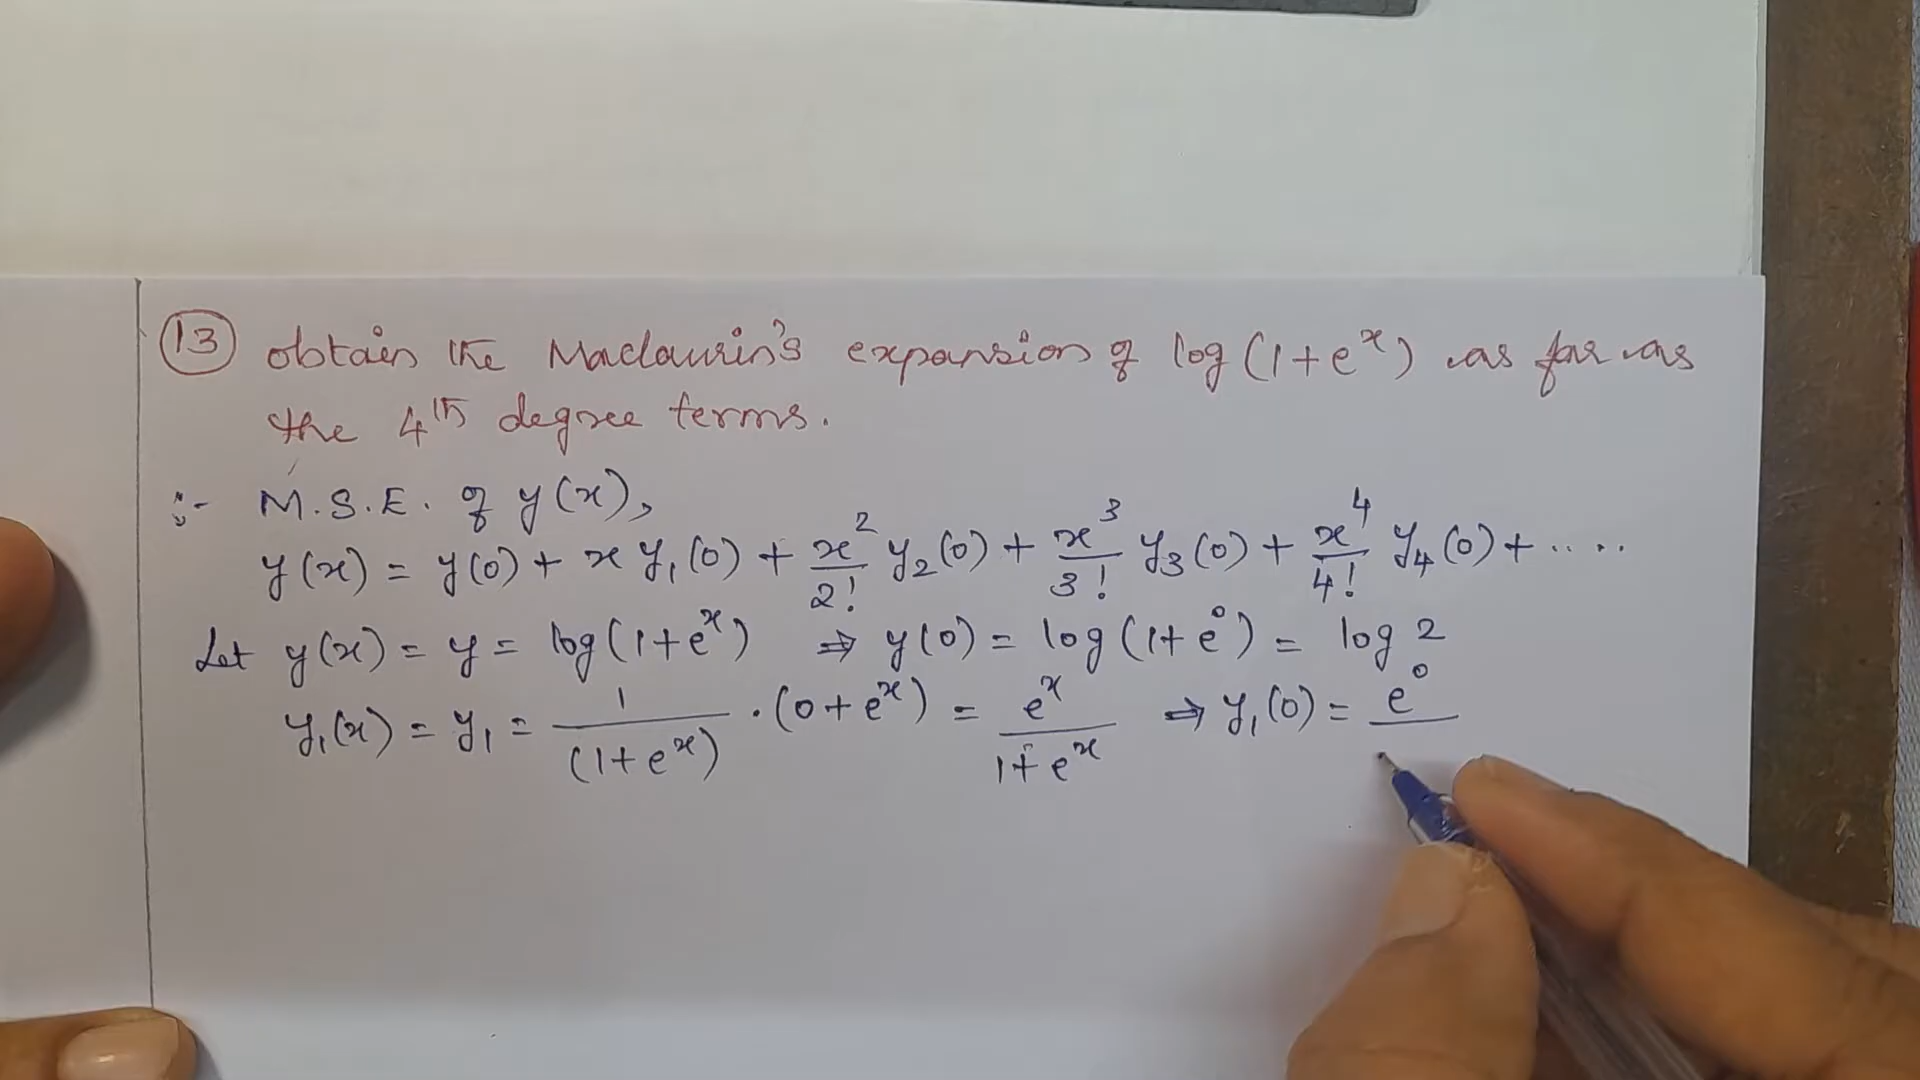 13 obtain the Maclaurin's expansion of log (1+e^x) as far as
the 4th degree terms.
:- M.S.E. of y(x),
y(x) = y(0) + x y₁(0) + x²/2! y₂(0) + x³/3! y₃(0) + x⁴/4! y₄(0) + .....
Let y(x) = y = log(1+e^x) ⇒ y(0) = log(1+e⁰) = log 2
y₁(x) = y₁ = 1/(1+e^x) · (0+e^x) = e^x/1+e^x ⇒ y₁(0) = e⁰/